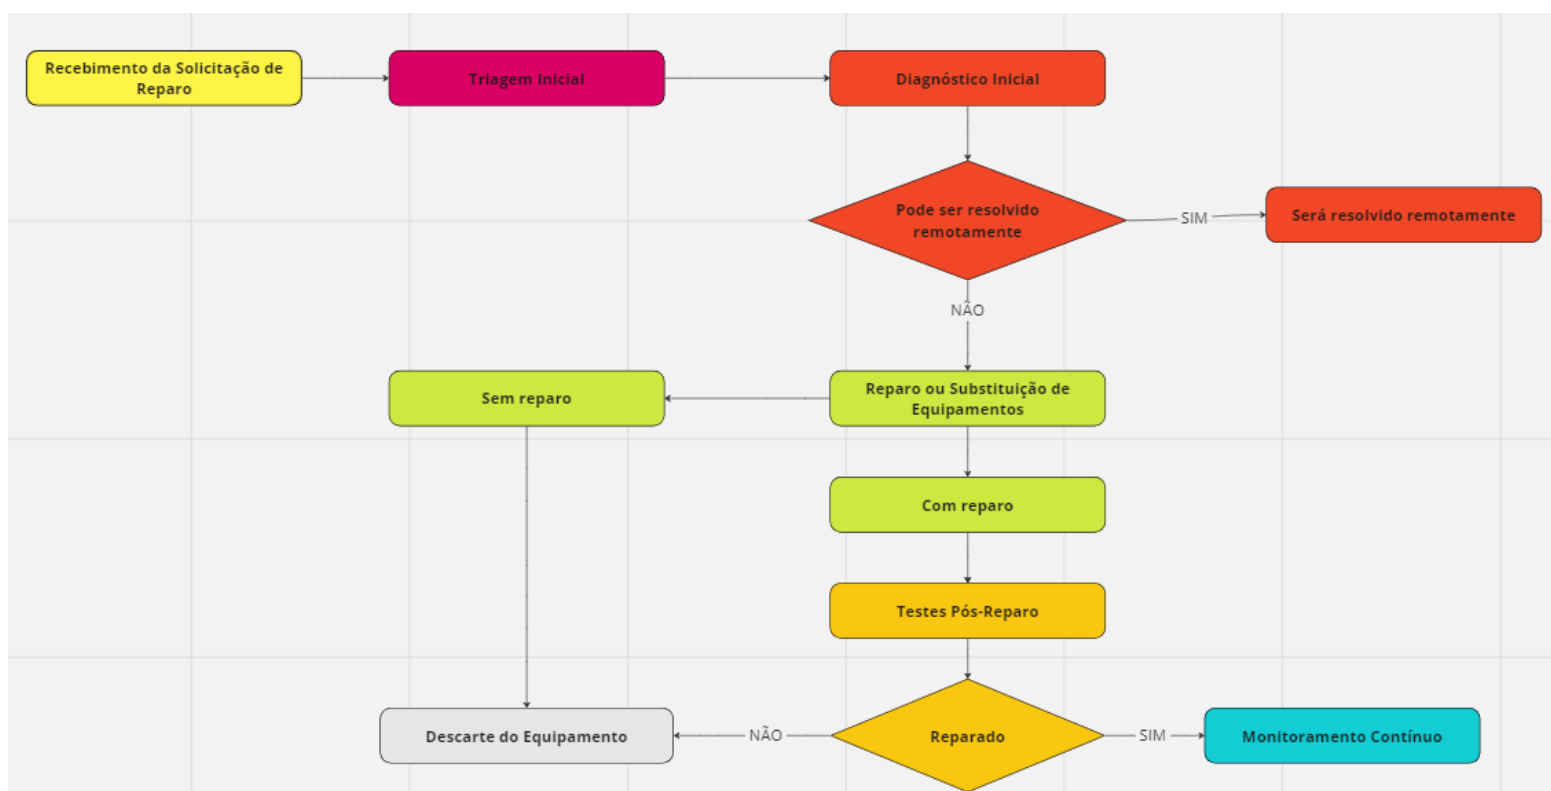 Recebimento da Solicitação de
Reparo
Triagem Inicial
Diagnóstico Inicial
Pode ser resolvido
remotamente
SIM
Será resolvido remotamente
NÃO
Sem reparo
Reparo ou Substituição de
Equipamentos
Com reparo
Testes Pós-Reparo
Descarte do Equipamento
NÃO
Reparado
SIM
Monitoramento Contínuo